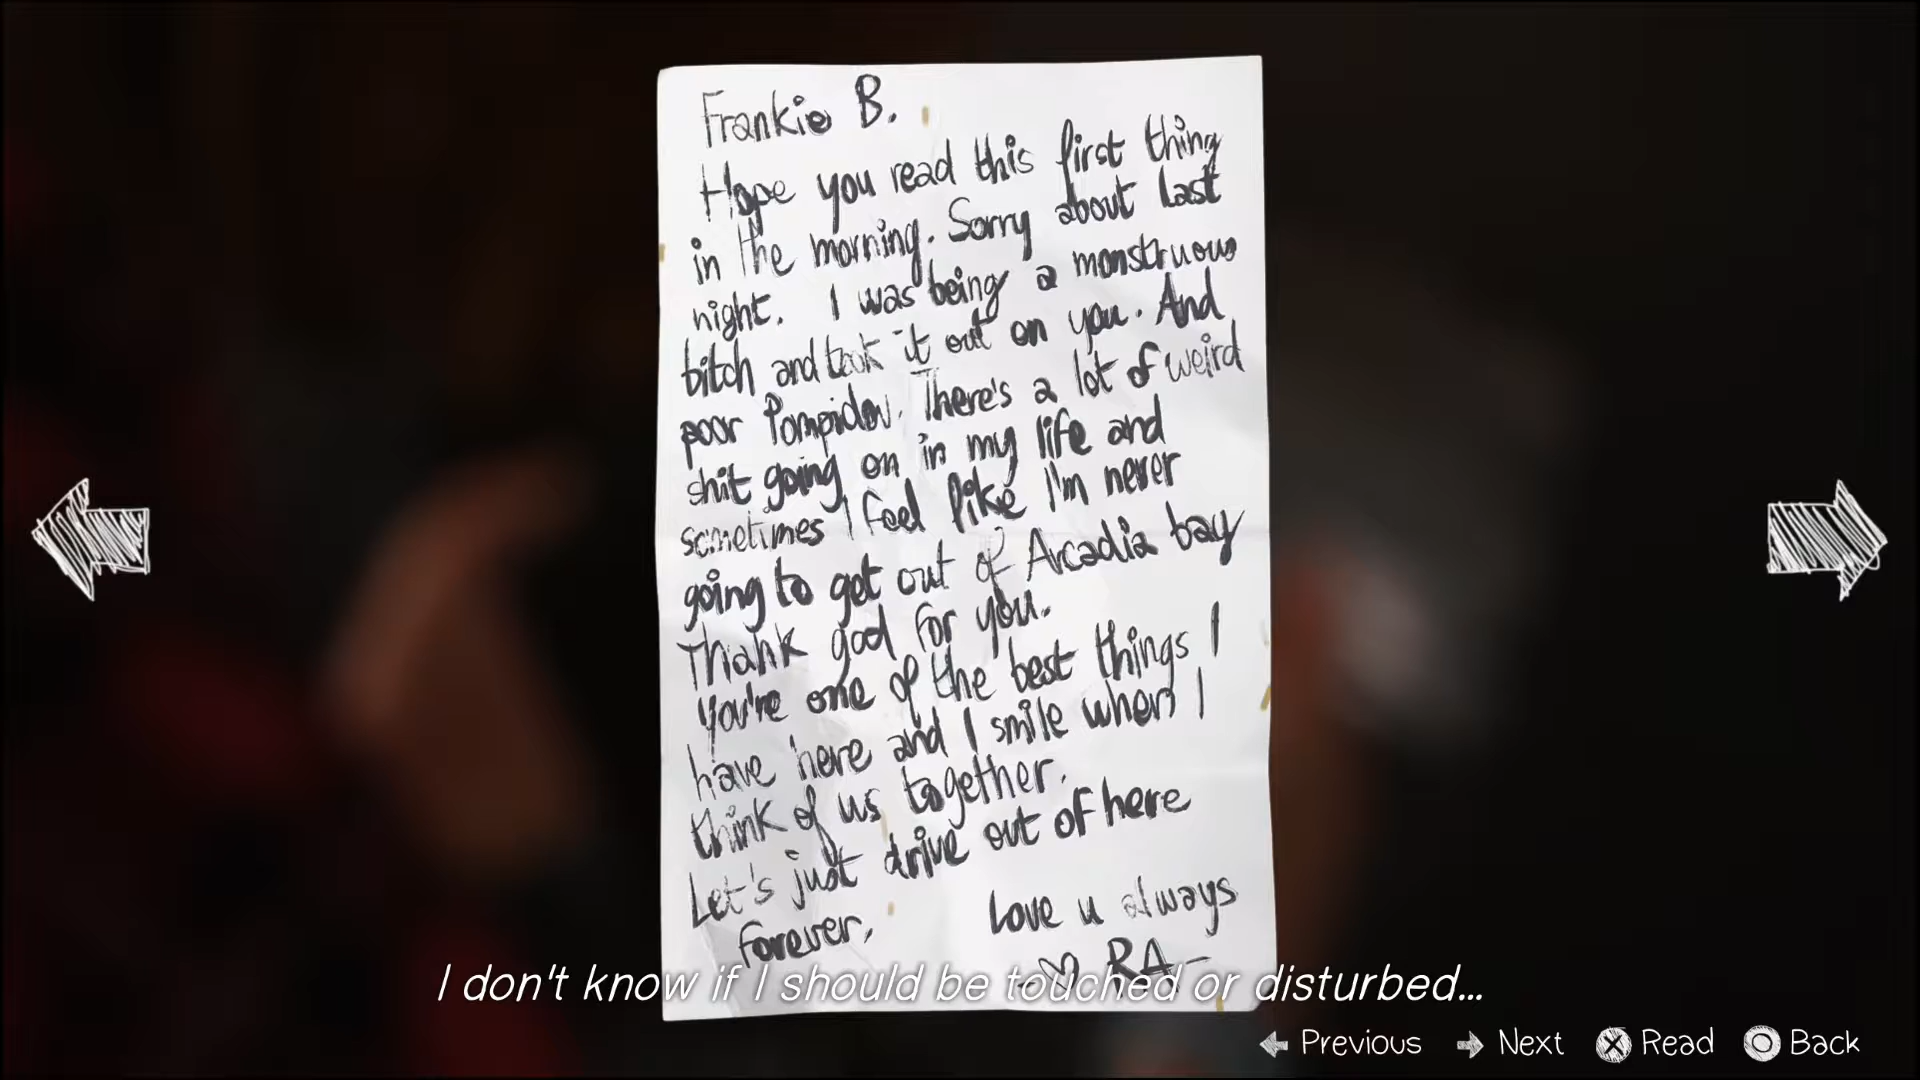 Frankie B.
Hope you read this first thing
in the morning. Sorry about last
night. I was being a monstruous
bitch and took it out on you. And
poor Pompidou. There's a lot of weird
shit going on in my life and
sometimes I feel like I'm never
going to get out of Arcadia bay
Thank god for you.
You're one of the best things I
have here and I smile when I
think of us together.
Let's just drive out of here
forever.
Love u always
-♡ RA-
I don't know if I should be touched or disturbed...
Previous Next Read Back